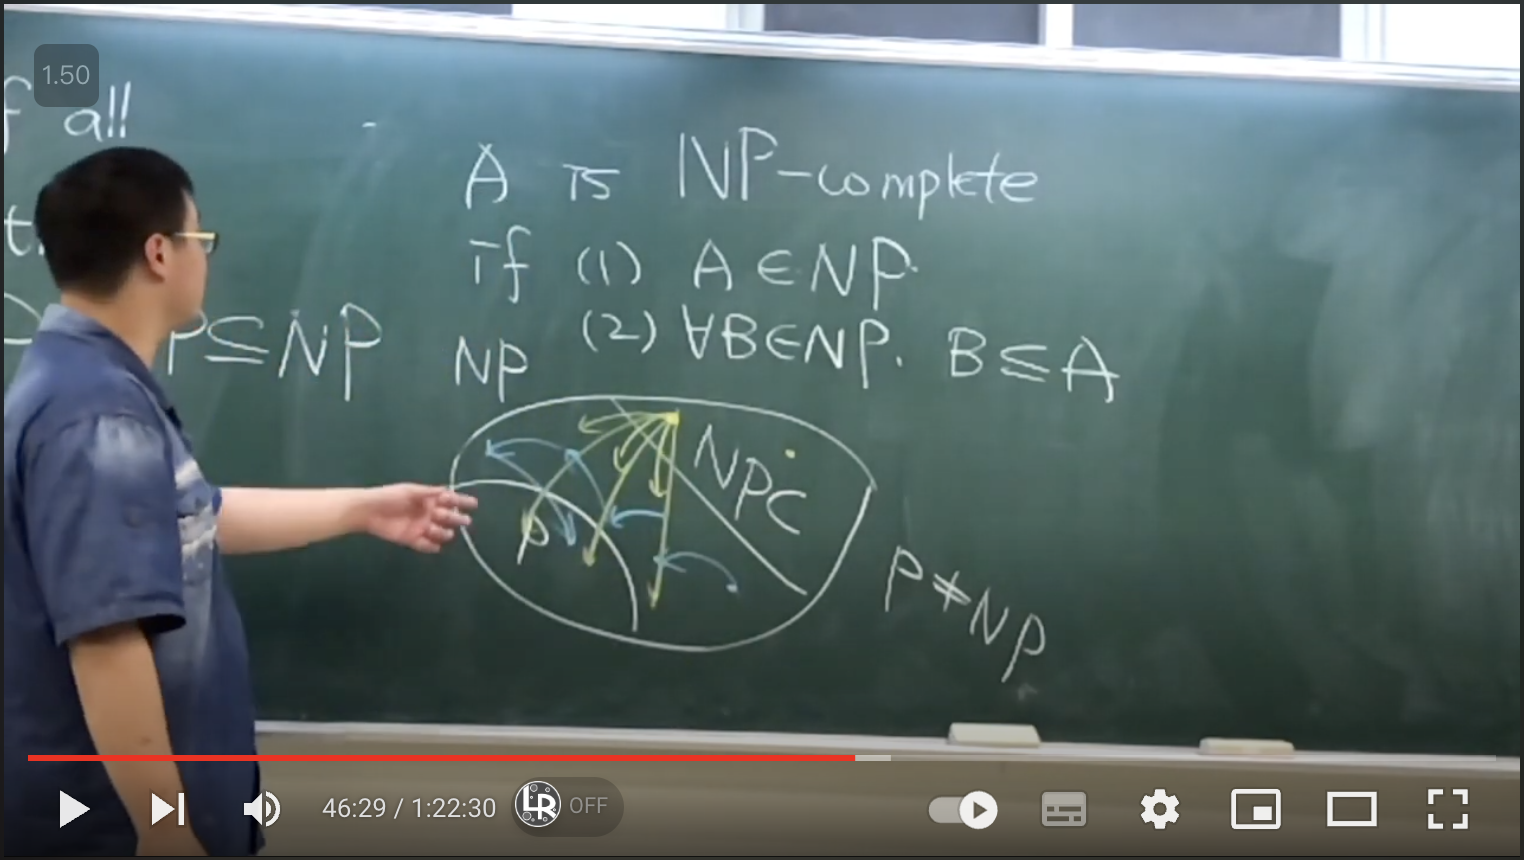 1.50
f all
A is NP-complete
if (1) A ∈ NP.
(2) ∀B∈NP. B ≤ A
P⊆NP
NP
NPC
P
P≠NP
46:29 / 1:22:30
LR OFF